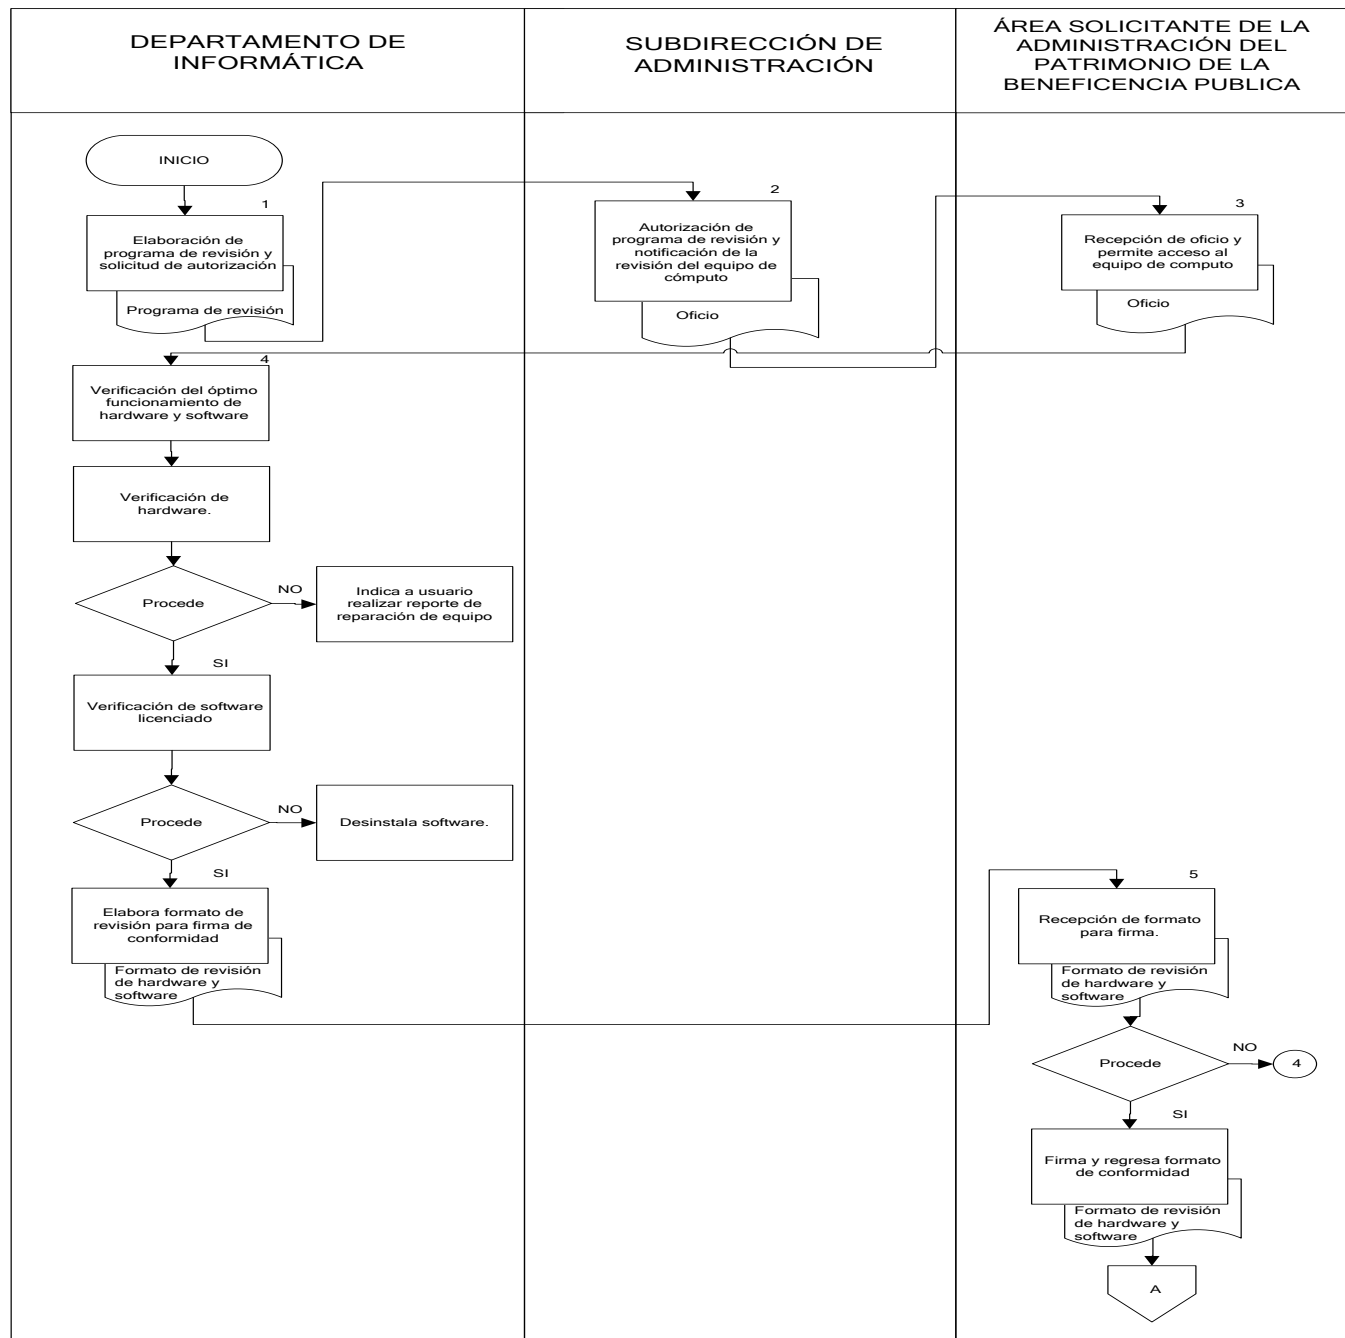 DEPARTAMENTO DE
INFORMÁTICA
SUBDIRECCIÓN DE
ADMINISTRACIÓN
ÁREA SOLICITANTE DE LA
ADMINISTRACIÓN DEL
PATRIMONIO DE LA
BENEFICENCIA PUBLICA
INICIO
1
Elaboración de
programa de revisión y
solicitud de autorización
Programa de revisión
2
Autorización de
programa de revisión y
notificación de la
revisión del equipo de
cómputo
Oficio
3
Recepción de oficio y
permite acceso al
equipo de computo
Oficio
4
Verificación del óptimo
funcionamiento de
hardware y software
Verificación de
hardware.
Procede
NO
Indica a usuario
realizar reporte de
reparación de equipo
SI
Verificación de software
licenciado
Procede
NO
Desinstala software.
SI
Elabora formato de
revisión para firma de
conformidad
Formato de revisión
de hardware y
software
5
Recepción de formato
para firma.
Formato de revisión
de hardware y
software
Procede
NO
4
SI
Firma y regresa formato
de conformidad
Formato de revisión
de hardware y
software
A